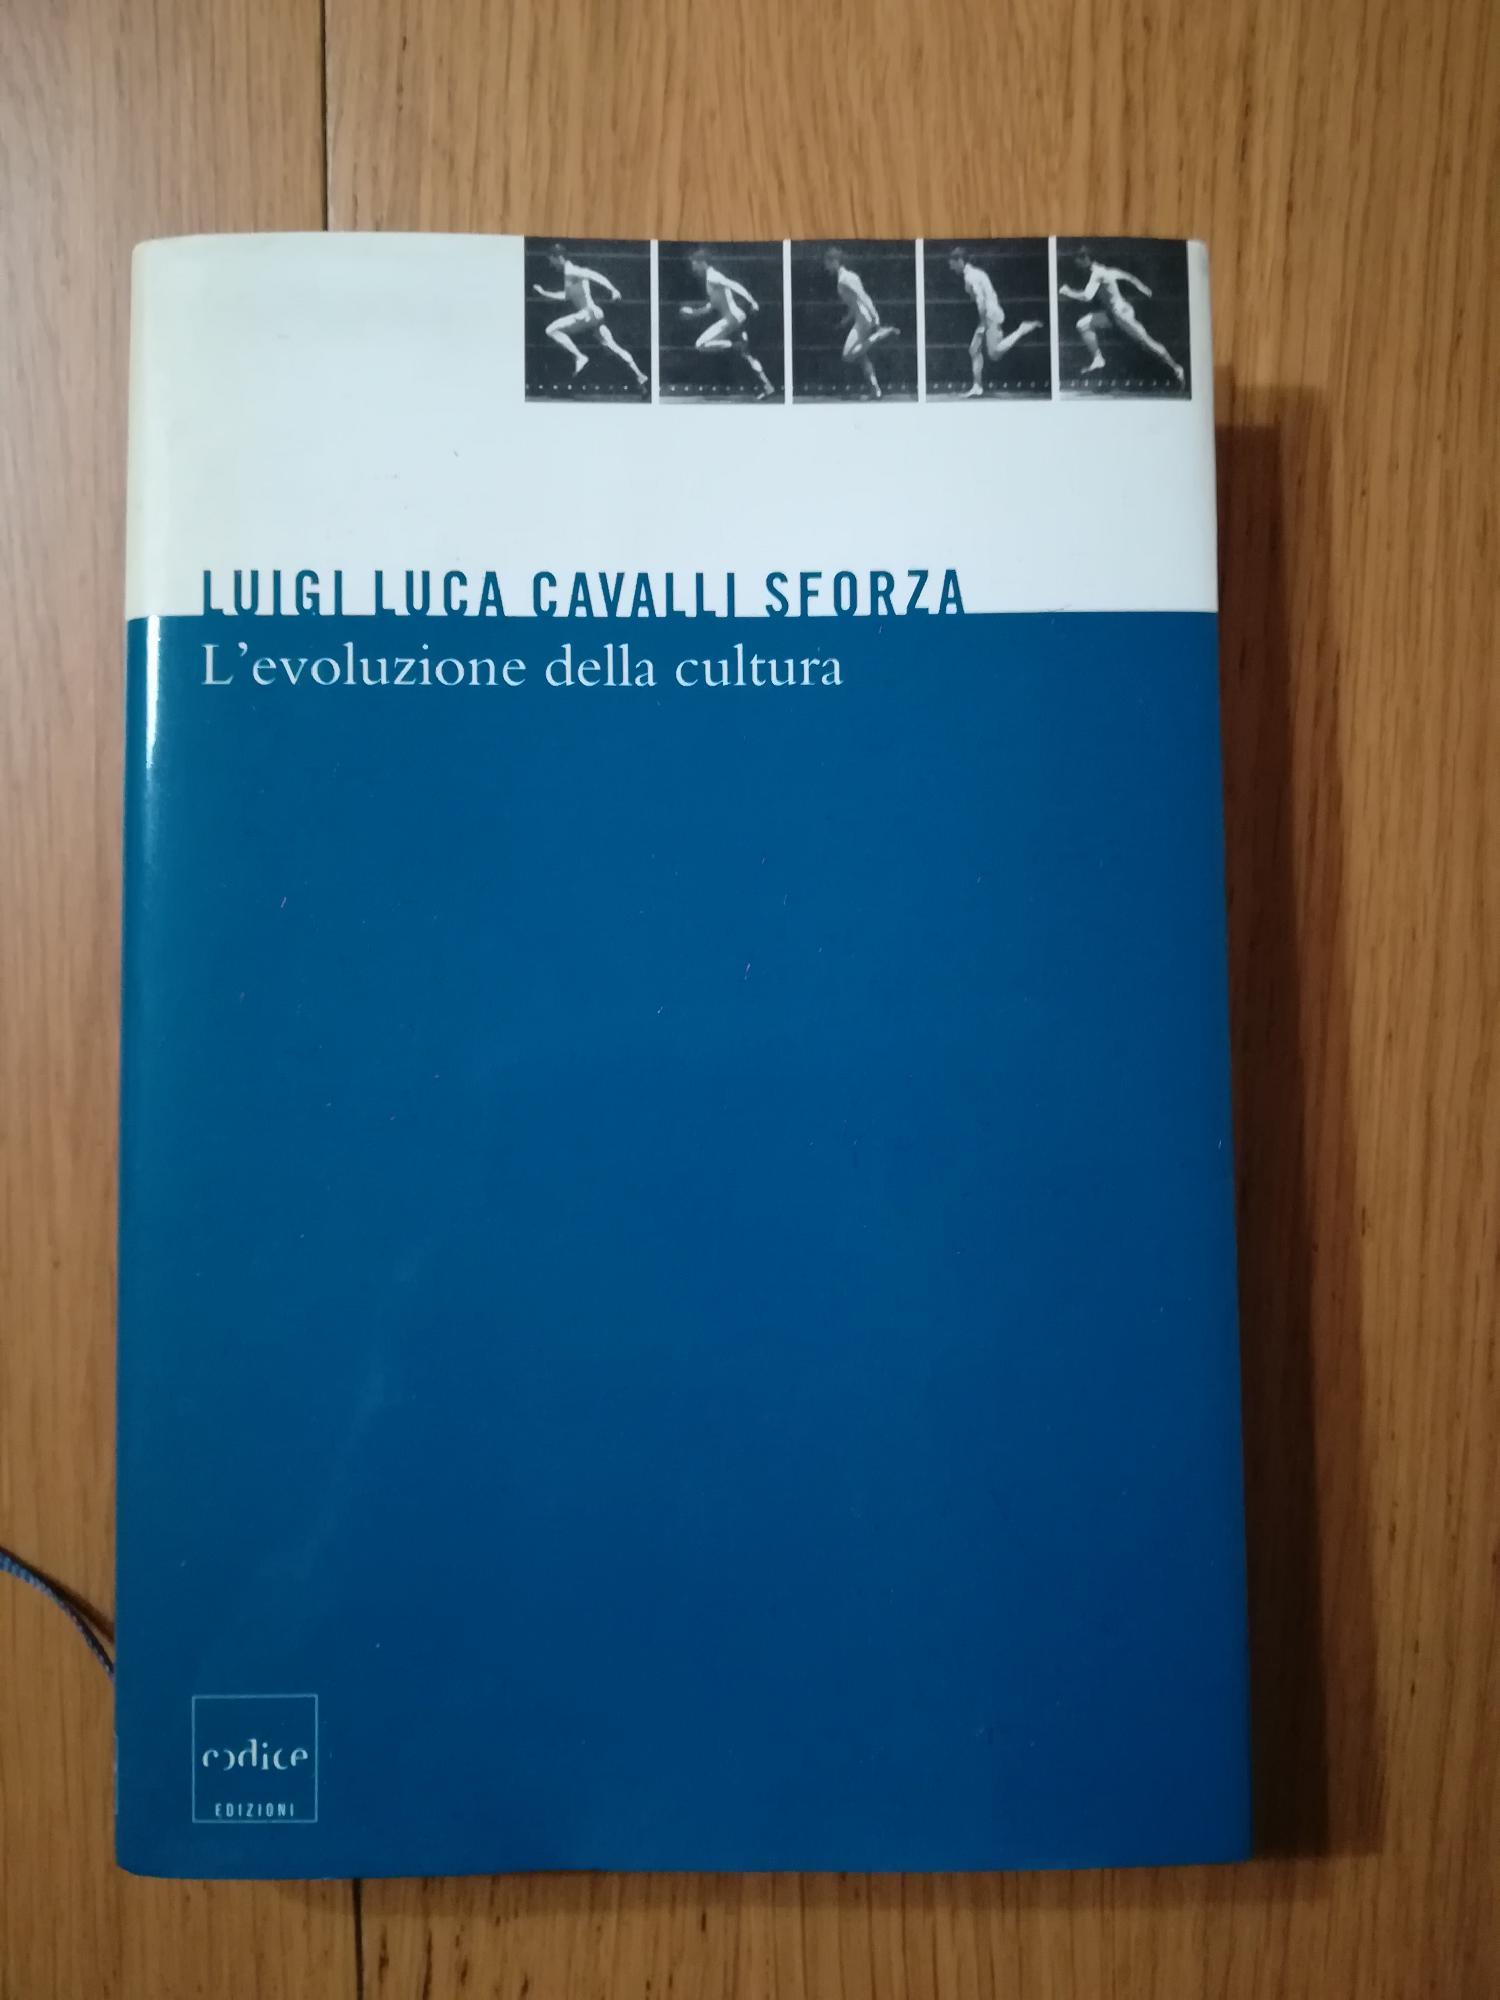 LUIGI LUCA CAVALLI SFORZA
L'evoluzione della cultura
codice
EDIZIONI